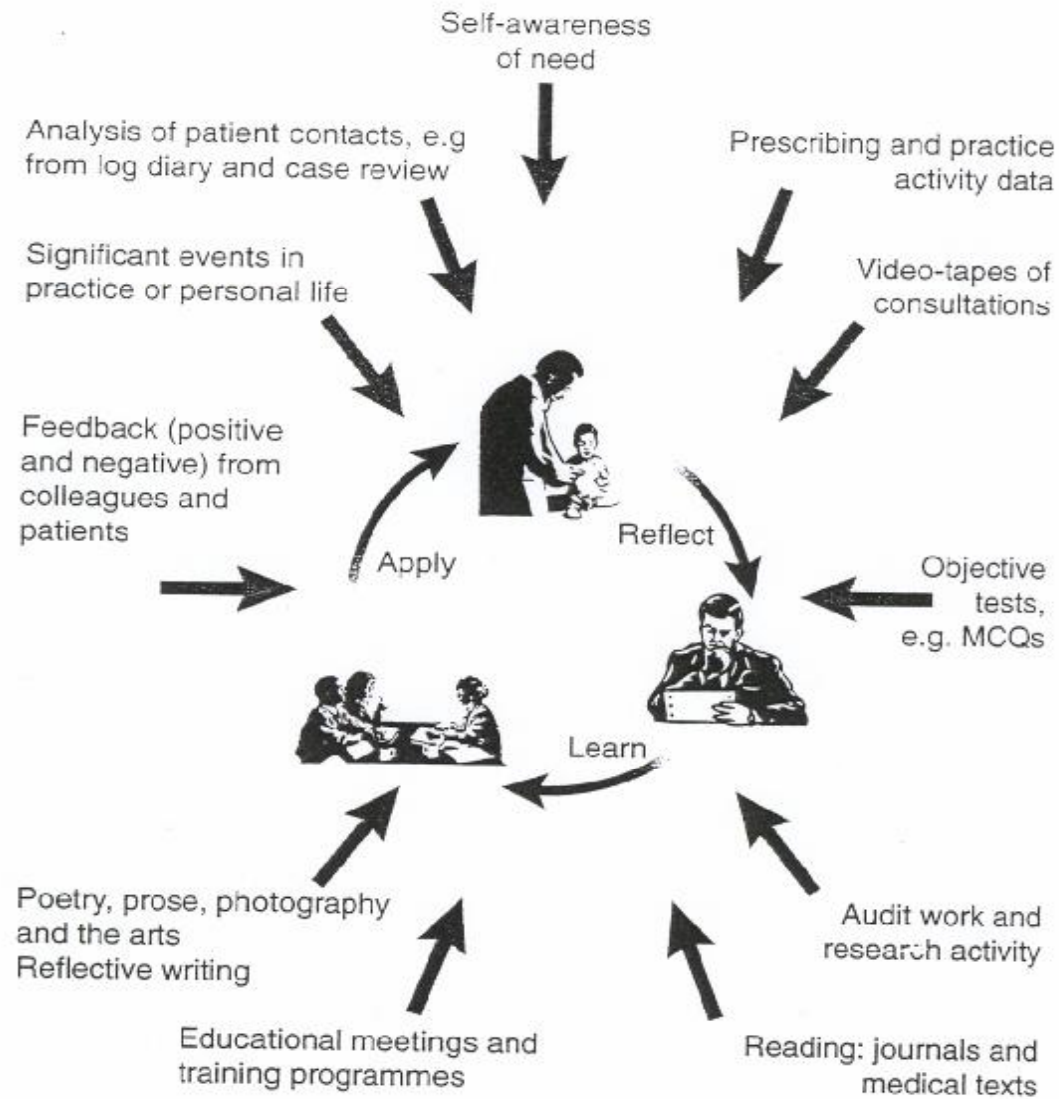 Self-awareness
of need
Analysis of patient contacts, e.g
from log diary and case review
Prescribing and practice
activity data
Significant events in
practice or personal life
Video-tapes of
consultations
Feedback (positive
and negative) from
colleagues and
patients
Reflect
Apply
Objective
tests,
e.g. MCQs
Learn
Poetry, prose, photography
and the arts
Reflective writing
Audit work and
research activity
Educational meetings and
training programmes
Reading: journals and
medical texts